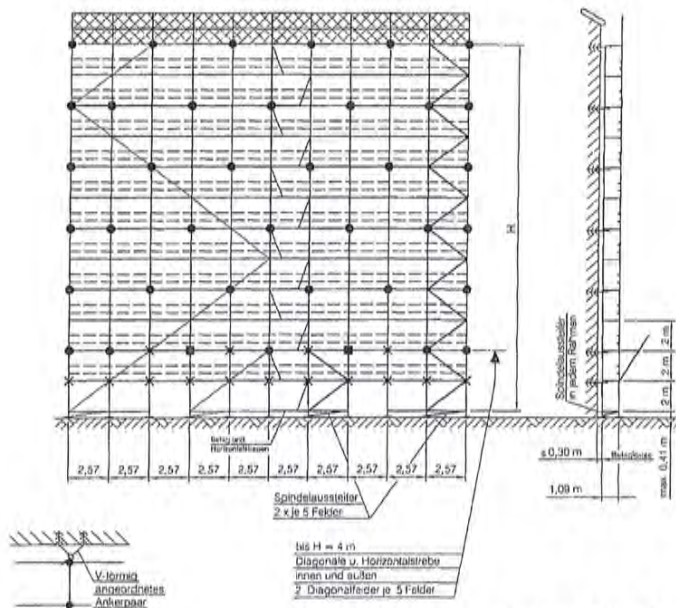 H
Spindelaussteifer
in jedem Rahmen
2 m
2 m
2 m
max. 0,41 m
≤ 0,30 m
1,09 m
Belag und
2,57 2,57 2,57 2,57 2,57 2,57 2,57 2,57 2,57 2,57
Spindelaussteifer
2 x je 5 Felder
bis H = 4 m
Diagonale u. Horizontalstrebe
innen und außen
2 Diagonalfelder je 5 Felder
V-förmig
angeordnetes
Ankerpaar